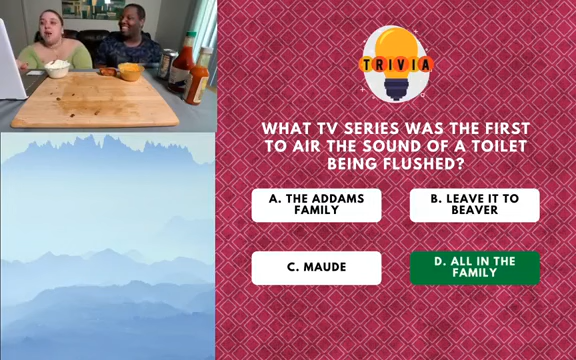 TRIVIA
WHAT TV SERIES WAS THE FIRST
TO AIR THE SOUND OF A TOILET
BEING FLUSHED?
A. THE ADDAMS
FAMILY
B. LEAVE IT TO
BEAVER
C. MAUDE
D. ALL IN THE
FAMILY